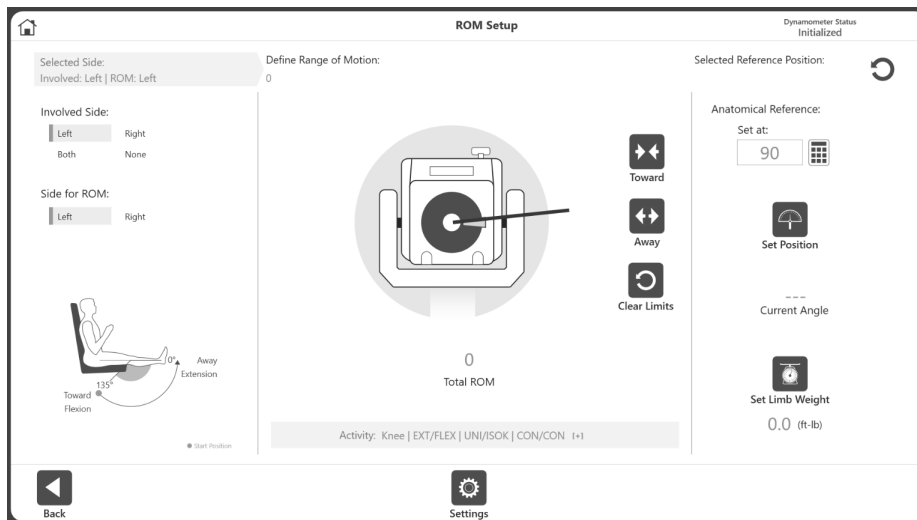 ROM Setup
Dynamometer Status
Initialized
Selected Side:
Involved: Left | ROM: Left
Define Range of Motion:
0
Selected Reference Position:
Involved Side:
Left Right
Both None
Side for ROM:
Left Right
0° Away
Extension
135°
Toward
Flexion
Start Position
Toward
Away
Clear Limits
0
Total ROM
Activity: Knee | EXT/FLEX | UNI/ISOK | CON/CON [+]
Anatomical Reference:
Set at:
90
Set Position
---
Current Angle
Set Limb Weight
0.0 (ft-lb)
Back
Settings